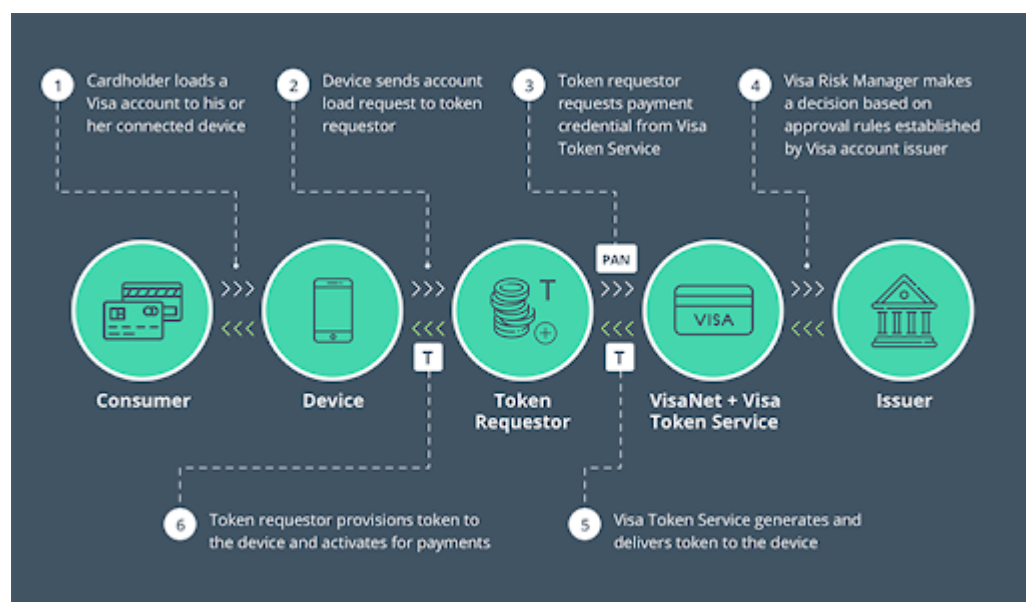 1
Cardholder loads a
Visa account to his or
her connected device
2
Device sends account
load request to token
requestor
3
Token requestor
requests payment
credential from Visa
Token Service
4
Visa Risk Manager makes
a decision based on
approval rules established
by Visa account issuer
PAN
T
VISA
T
T
Consumer
Device
Token
Requestor
VisaNet + Visa
Token Service
Issuer
6
Token requestor provisions token to
the device and activates for payments
5
Visa Token Service generates and
delivers token to the device